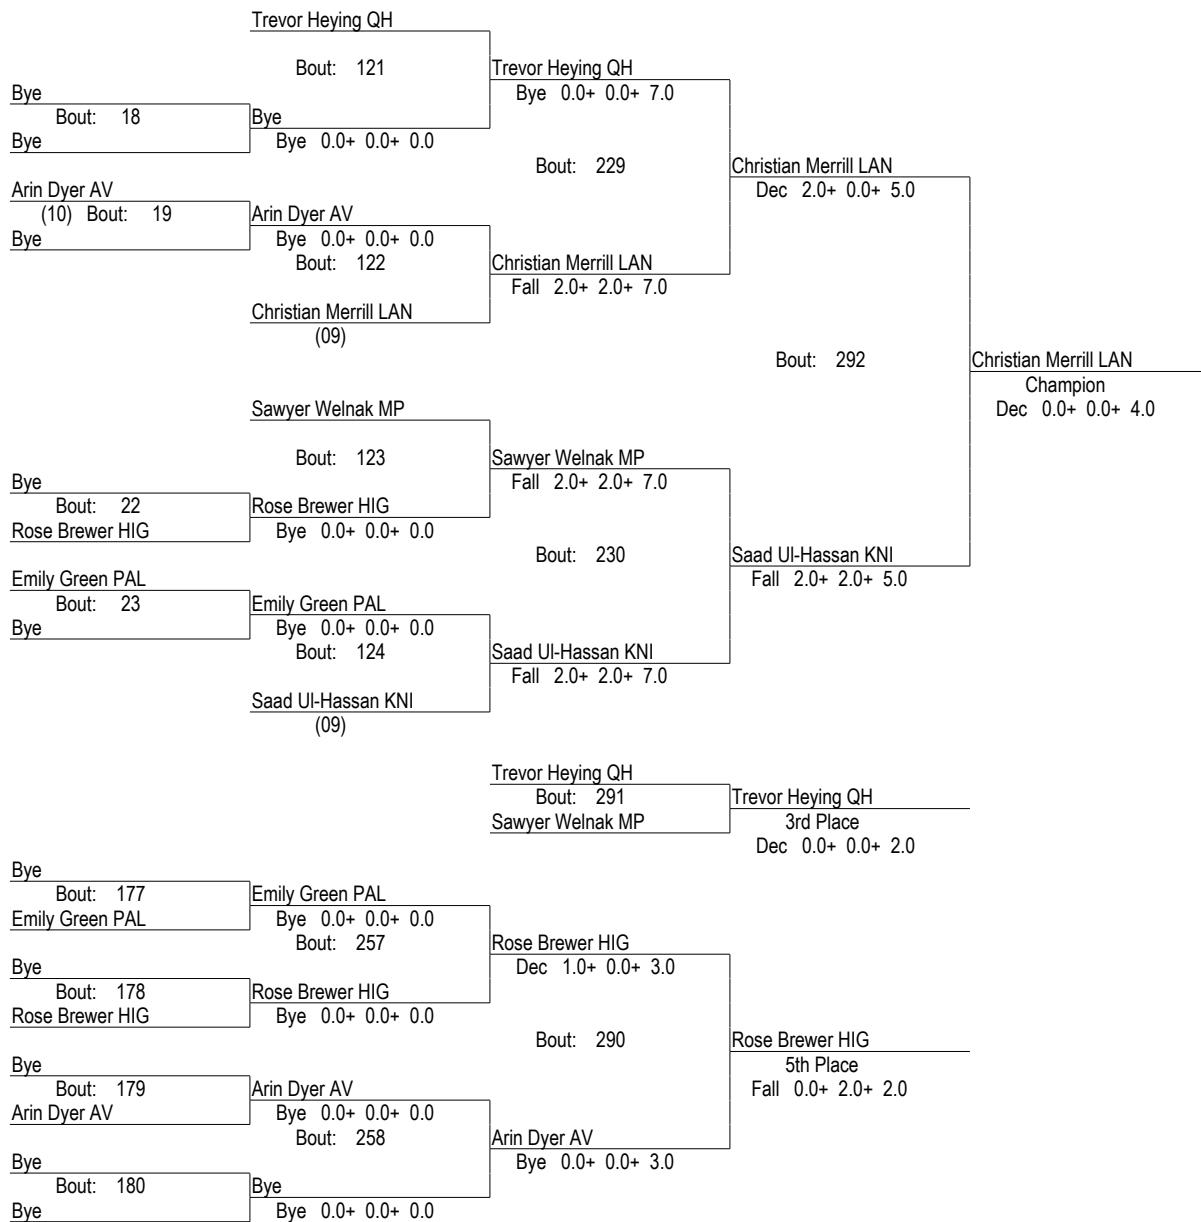 Trevor Heying QH
Bout: 121
Trevor Heying QH
Bye 0.0+ 0.0+ 7.0
Bye
Bout: 18
Bye
Bye
Bye 0.0+ 0.0+ 0.0
Bout: 229
Christian Merrill LAN
Dec 2.0+ 0.0+ 5.0
Arin Dyer AV
(10) Bout: 19
Bye
Arin Dyer AV
Bye 0.0+ 0.0+ 0.0
Bout: 122
Christian Merrill LAN
Fall 2.0+ 2.0+ 7.0
Christian Merrill LAN
(09)
Bout: 292
Christian Merrill LAN
Champion
Dec 0.0+ 0.0+ 4.0
Sawyer Welnak MP
Bout: 123
Sawyer Welnak MP
Fall 2.0+ 2.0+ 7.0
Bye
Bout: 22
Rose Brewer HIG
Rose Brewer HIG
Bye 0.0+ 0.0+ 0.0
Bout: 230
Saad Ul-Hassan KNI
Fall 2.0+ 2.0+ 5.0
Emily Green PAL
Bout: 23
Bye
Emily Green PAL
Bye 0.0+ 0.0+ 0.0
Bout: 124
Saad Ul-Hassan KNI
Fall 2.0+ 2.0+ 7.0
Saad Ul-Hassan KNI
(09)
Trevor Heying QH
Bout: 291
Sawyer Welnak MP
Trevor Heying QH
3rd Place
Dec 0.0+ 0.0+ 2.0
Bye
Bout: 177
Emily Green PAL
Emily Green PAL
Bye 0.0+ 0.0+ 0.0
Bout: 257
Rose Brewer HIG
Dec 1.0+ 0.0+ 3.0
Bye
Bout: 178
Rose Brewer HIG
Rose Brewer HIG
Bye 0.0+ 0.0+ 0.0
Bout: 290
Rose Brewer HIG
5th Place
Fall 0.0+ 2.0+ 2.0
Bye
Bout: 179
Arin Dyer AV
Arin Dyer AV
Bye 0.0+ 0.0+ 0.0
Bout: 258
Arin Dyer AV
Bye 0.0+ 0.0+ 3.0
Bye
Bout: 180
Bye
Bye
Bye 0.0+ 0.0+ 0.0